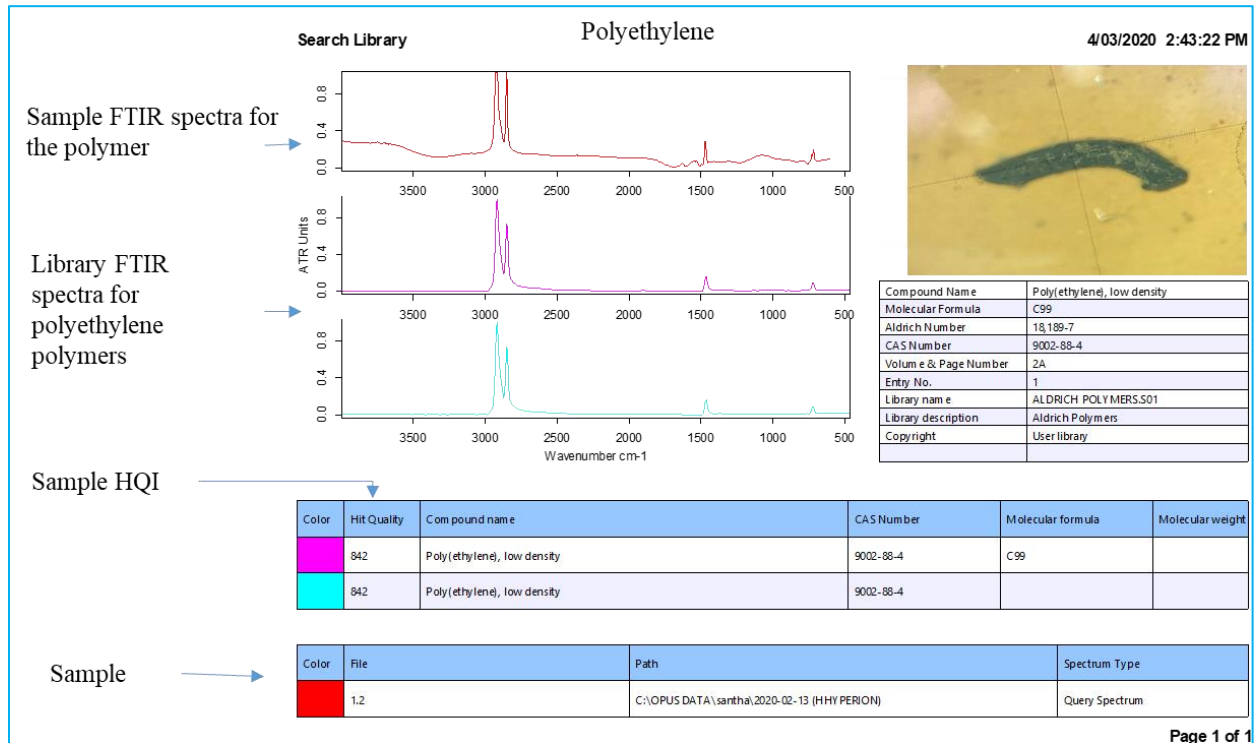 Search Library
Polyethylene
4/03/2020 2:43:22 PM
Sample FTIR spectra for
the polymer
0.8
0.4
0.0
3500 3000 2500 2000 1500 1000 500
Library FTIR
spectra for
polyethylene
polymers
ATR Units
0.8
0.4
0.0
3500 3000 2500 2000 1500 1000 500
0.8
0.4
0.0
3500 3000 2500 2000 1500 1000 500
Wavenumber cm-1
Compound Name Poly(ethylene), low density
Molecular Formula C99
Aldrich Number 18,189-7
CAS Number 9002-88-4
Volume & Page Number 2A
Entry No. 1
Library name ALDRICH POLYMERS.S01
Library description Aldrich Polymers
Copyright User library
Sample HQI
Color Hit Quality Compound name CAS Number Molecular formula Molecular weight
842 Poly(ethylene), low density 9002-88-4 C99
842 Poly(ethylene), low density 9002-88-4
Sample
Color File Path Spectrum Type
1.2 C:\OPUS DATA\santha\2020-02-13 (HHYPERION) Query Spectrum
Page 1 of 1